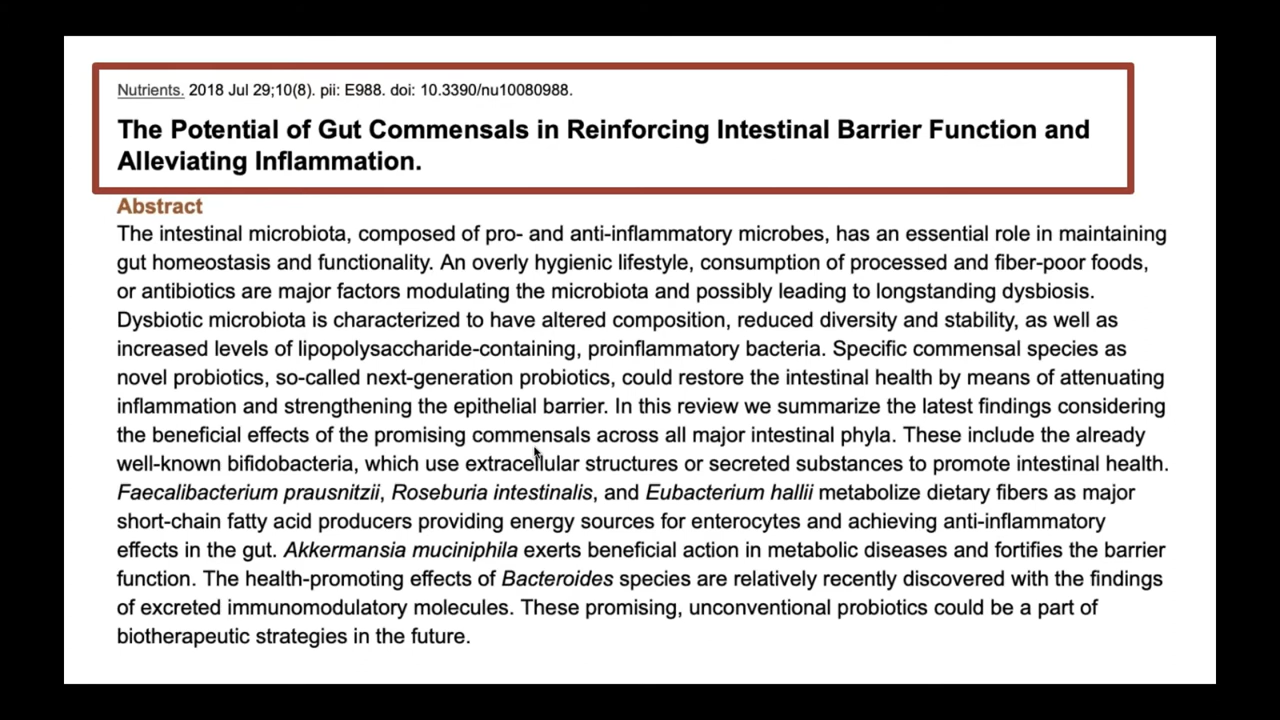 Nutrients. 2018 Jul 29;10(8). pii: E988. doi: 10.3390/nu10080988.
The Potential of Gut Commensals in Reinforcing Intestinal Barrier Function and
Alleviating Inflammation.
Abstract
The intestinal microbiota, composed of pro- and anti-inflammatory microbes, has an essential role in maintaining
gut homeostasis and functionality. An overly hygienic lifestyle, consumption of processed and fiber-poor foods,
or antibiotics are major factors modulating the microbiota and possibly leading to longstanding dysbiosis.
Dysbiotic microbiota is characterized to have altered composition, reduced diversity and stability, as well as
increased levels of lipopolysaccharide-containing, proinflammatory bacteria. Specific commensal species as
novel probiotics, so-called next-generation probiotics, could restore the intestinal health by means of attenuating
inflammation and strengthening the epithelial barrier. In this review we summarize the latest findings considering
the beneficial effects of the promising commensals across all major intestinal phyla. These include the already
well-known bifidobacteria, which use extracellular structures or secreted substances to promote intestinal health.
Faecalibacterium prausnitzii, Roseburia intestinalis, and Eubacterium hallii metabolize dietary fibers as major
short-chain fatty acid producers providing energy sources for enterocytes and achieving anti-inflammatory
effects in the gut. Akkermansia muciniphila exerts beneficial action in metabolic diseases and fortifies the barrier
function. The health-promoting effects of Bacteroides species are relatively recently discovered with the findings
of excreted immunomodulatory molecules. These promising, unconventional probiotics could be a part of
biotherapeutic strategies in the future.